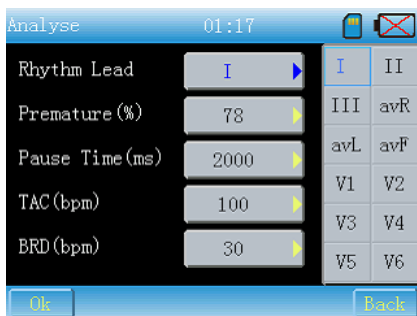 Analyse 01:17
Rhythm Lead I
Premature(%) 78
Pause Time(ms) 2000
TAC(bpm) 100
BRD(bpm) 30
I II
III avR
avL avF
V1 V2
V3 V4
V5 V6
Ok Back